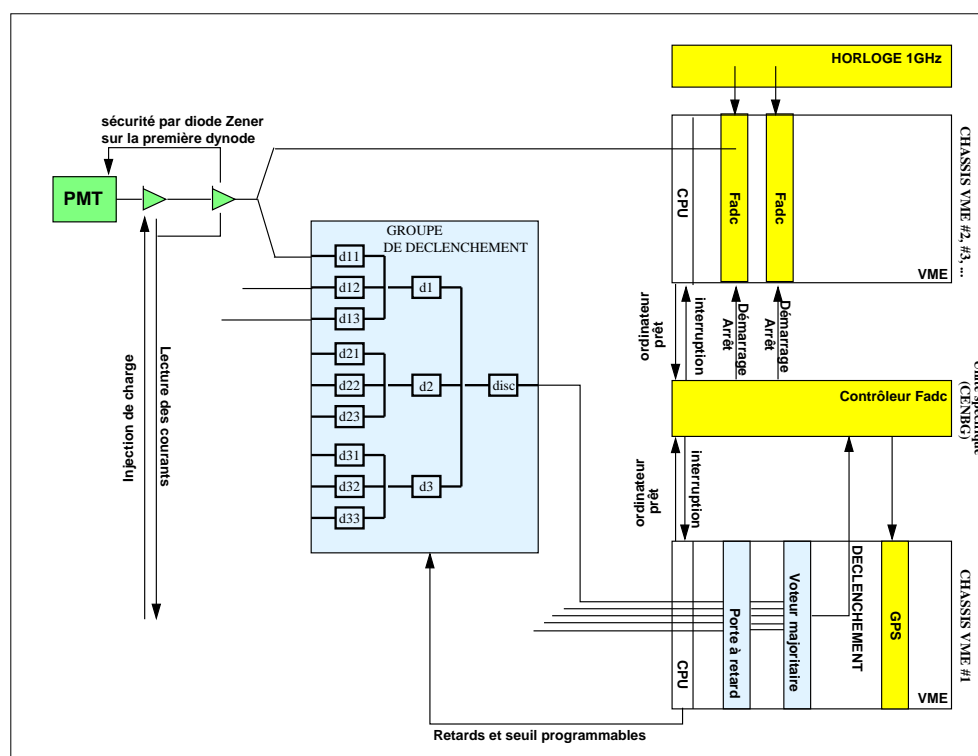 HORLOGE 1GHz
sécurité par diode Zener
sur la première dynode
PMT
CPU
Fadc
Fadc
VME
CHASSIS VME #2, #3, ...
GROUPE
DE DECLENCHEMENT
d11
d12
d13
d21
d22
d23
d31
d32
d33
d1
d2
d3
disc
Injection de charge
Lecture des courants
ordinateur
prêt
interruption
Démarrage
Arrêt
Démarrage
Arrêt
Contrôleur Fadc
(CENBG)
ordinateur
prêt
interruption
CPU
Porte à retard
Voteur majoritaire
DECLENCHEMENT
GPS
VME
CHASSIS VME #1
Retards et seuil programmables